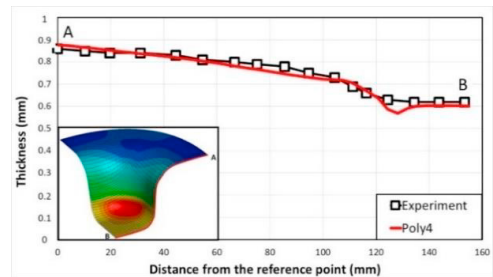 1
0.9
0.8
0.7
0.6
0.5
0.4
0.3
0.2
0.1
0
Thickness (mm)
A
B
A
B
Experiment
Poly4
0 20 40 60 80 100 120 140 160
Distance from the reference point (mm)